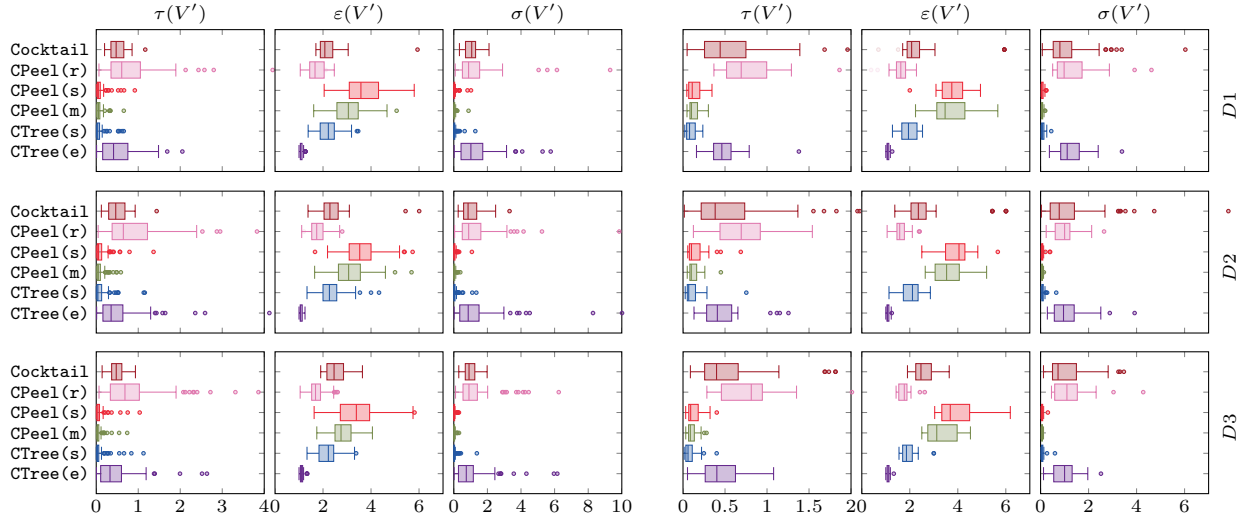 τ(V′) ε(V′) σ(V′) τ(V′) ε(V′) σ(V′)
Cocktail
CPeel(r)
CPeel(s)
CPeel(m)
CTree(s)
CTree(e)
D1
Cocktail
CPeel(r)
CPeel(s)
CPeel(m)
CTree(s)
CTree(e)
D2
Cocktail
CPeel(r)
CPeel(s)
CPeel(m)
CTree(s)
CTree(e)
D3
0 1 2 3 4 0 2 4 6 0 2 4 6 8 10 0 0.5 1 1.5 2 0 2 4 6 0 2 4 6